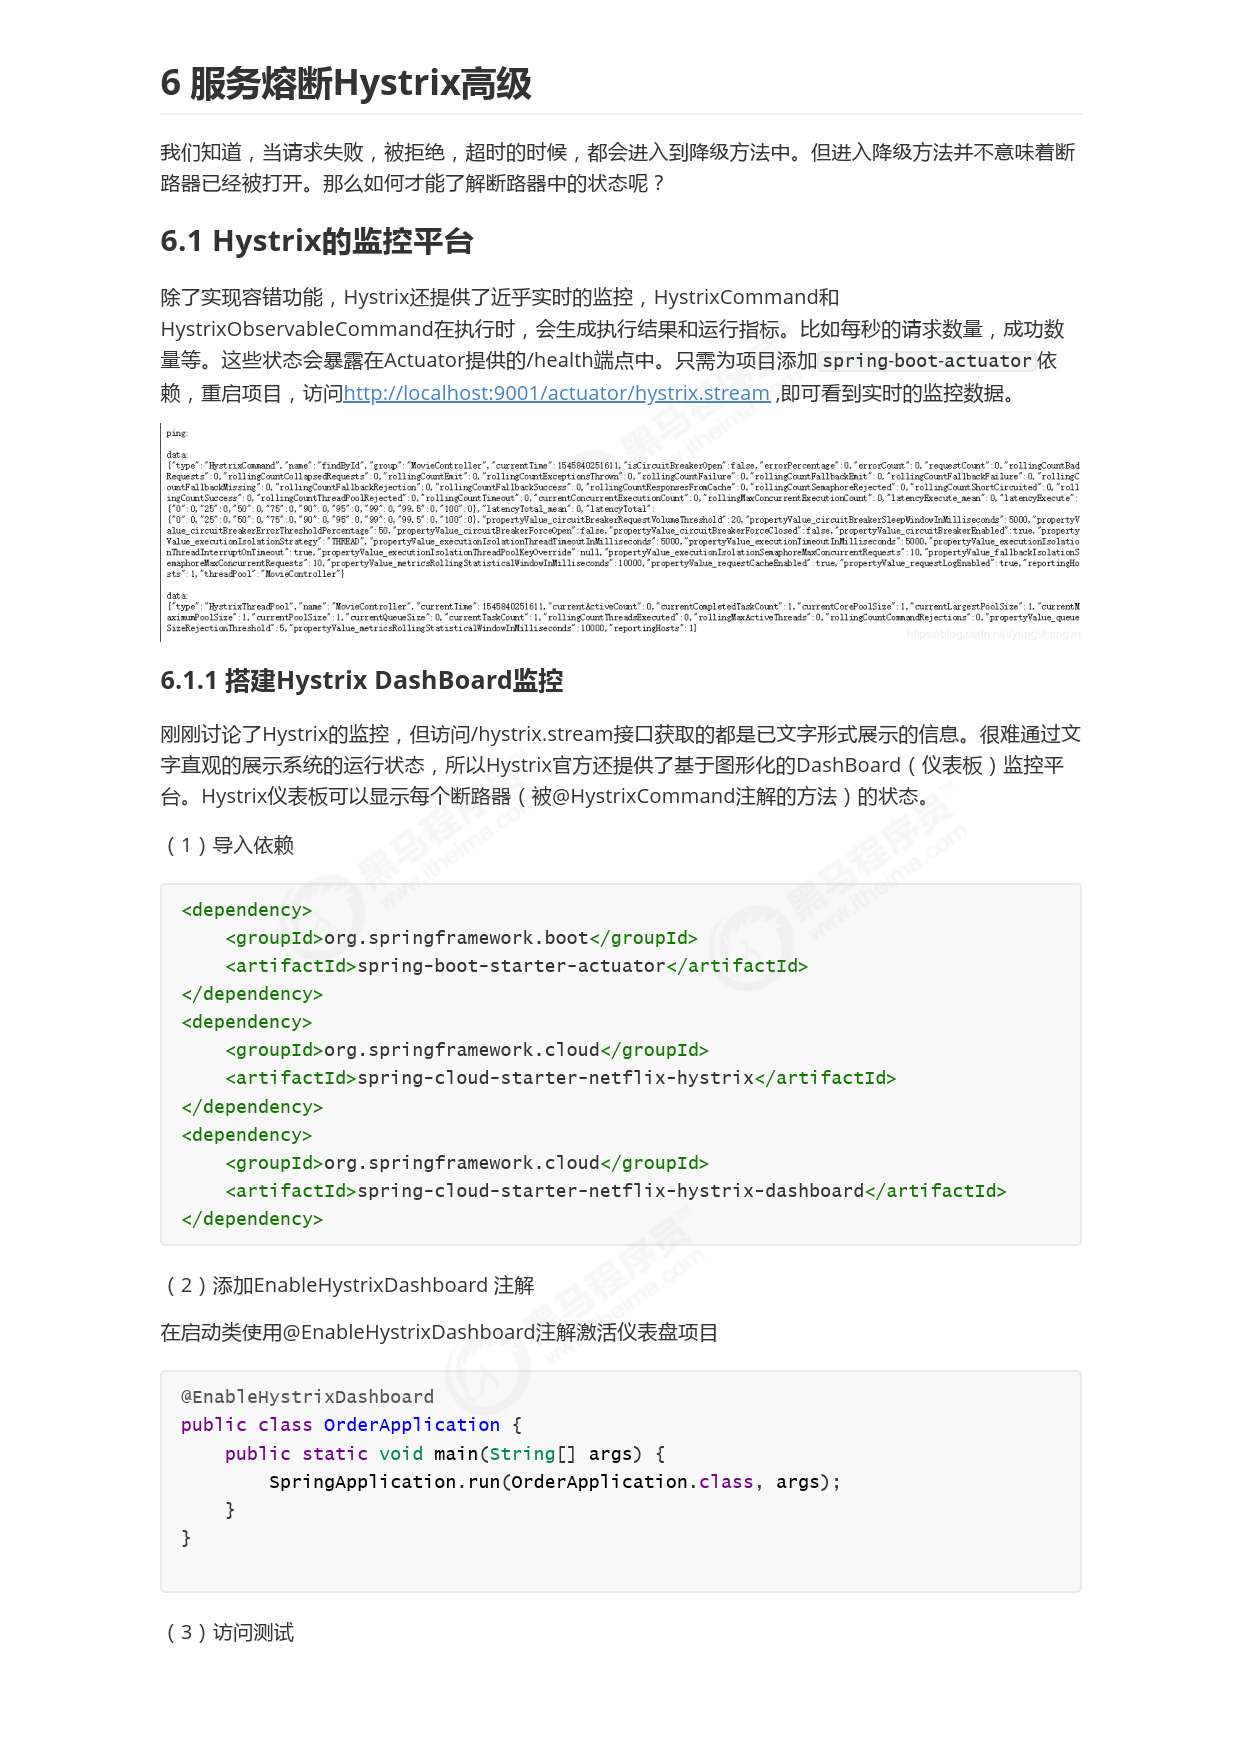 6 服务熔断Hystrix高级
我们知道，当请求失败，被拒绝，超时的时候，都会进入到降级方法中。但进入降级方法并不意味着断
路器已经被打开。那么如何才能了解断路器中的状态呢？
6.1 Hystrix的监控平台
除了实现容错功能，Hystrix还提供了近乎实时的监控，HystrixCommand和
HystrixObservableCommand在执行时，会生成执行结果和运行指标。比如每秒的请求数量，成功数
量等。这些状态会暴露在Actuator提供的/health端点中。只需为项目添加 spring-boot-actuator 依
赖，重启项目，访问http://localhost:9001/actuator/hystrix.stream ,即可看到实时的监控数据。
ping:
data:
{"type":"HystrixCommand","name":"findById","group":"MovieController","currentTime":1545840251611,"isCircuitBreakerOpen":false,"errorPercentage":0,"errorCount":0,"requestCount":0,"rollingCountBad
Requests":0,"rollingCountCollapsedRequests":0,"rollingCountEmit":0,"rollingCountExceptionsThrown":0,"rollingCountFailure":0,"rollingCountFallbackEmit":0,"rollingCountFallbackFailure":0,"rollingC
ountFallbackMissing":0,"rollingCountFallbackRejection":0,"rollingCountFallbackSuccess":0,"rollingCountResponsesFromCache":0,"rollingCountSemaphoreRejected":0,"rollingCountShortCircuited":0,"roll
ingCountSuccess":0,"rollingCountThreadPoolRejected":0,"rollingCountTimeout":0,"currentConcurrentExecutionCount":0,"rollingMaxConcurrentExecutionCount":0,"latencyExecute_mean":0,"latencyExecute":
{"0":0,"25":0,"50":0,"75":0,"90":0,"95":0,"99":0,"99.5":0,"100":0},"latencyTotal_mean":0,"latencyTotal":
{"0":0,"25":0,"50":0,"75":0,"90":0,"95":0,"99":0,"99.5":0,"100":0},"propertyValue_circuitBreakerRequestVolumeThreshold":20,"propertyValue_circuitBreakerSleepWindowInMilliseconds":5000,"propertyV
alue_circuitBreakerErrorThresholdPercentage":50,"propertyValue_circuitBreakerForceOpen":false,"propertyValue_circuitBreakerForceClosed":false,"propertyValue_circuitBreakerEnabled":true,"property
Value_executionIsolationStrategy":"THREAD","propertyValue_executionIsolationThreadTimeoutInMilliseconds":5000,"propertyValue_executionTimeoutInMilliseconds":5000,"propertyValue_executionIsolatio
nThreadInterruptOnTimeout":true,"propertyValue_executionIsolationThreadPoolKeyOverride":null,"propertyValue_executionIsolationSemaphoreMaxConcurrentRequests":10,"propertyValue_fallbackIsolationS
emaphoreMaxConcurrentRequests":10,"propertyValue_metricsRollingStatisticalWindowInMilliseconds":10000,"propertyValue_requestCacheEnabled":true,"propertyValue_requestLogEnabled":true,"reportingHo
sts":1,"threadPool":"MovieController"}
data:
{"type":"HystrixThreadPool","name":"MovieController","currentTime":1545840251611,"currentActiveCount":0,"currentCompletedTaskCount":1,"currentCorePoolSize":1,"currentLargestPoolSize":1,"currentM
aximumPoolSize":1,"currentPoolSize":1,"currentQueueSize":0,"currentTaskCount":1,"rollingCountThreadsExecuted":0,"rollingMaxActiveThreads":0,"rollingCountCommandRejections":0,"propertyValue_queue
SizeRejectionThreshold":5,"propertyValue_metricsRollingStatisticalWindowInMilliseconds":10000,"reportingHosts":1}
https://blog.csdn.net/yangshangwe
6.1.1 搭建Hystrix DashBoard监控
刚刚讨论了Hystrix的监控，但访问/hystrix.stream接口获取的都是已文字形式展示的信息。很难通过文
字直观的展示系统的运行状态，所以Hystrix官方还提供了基于图形化的DashBoard（仪表板）监控平
台。Hystrix仪表板可以显示每个断路器（被@HystrixCommand注解的方法）的状态。
（1）导入依赖
<dependency>
    <groupId>org.springframework.boot</groupId>
    <artifactId>spring-boot-starter-actuator</artifactId>
</dependency>
<dependency>
    <groupId>org.springframework.cloud</groupId>
    <artifactId>spring-cloud-starter-netflix-hystrix</artifactId>
</dependency>
<dependency>
    <groupId>org.springframework.cloud</groupId>
    <artifactId>spring-cloud-starter-netflix-hystrix-dashboard</artifactId>
</dependency>
（2）添加EnableHystrixDashboard 注解
在启动类使用@EnableHystrixDashboard注解激活仪表盘项目
@EnableHystrixDashboard
public class OrderApplication {
    public static void main(String[] args) {
        SpringApplication.run(OrderApplication.class, args);
    }
}
（3）访问测试
黑马程序员
www.itheima.com
黑马程序员
www.itheima.com
黑马程序员
www.itheima.com
黑马程序员
www.itheima.com